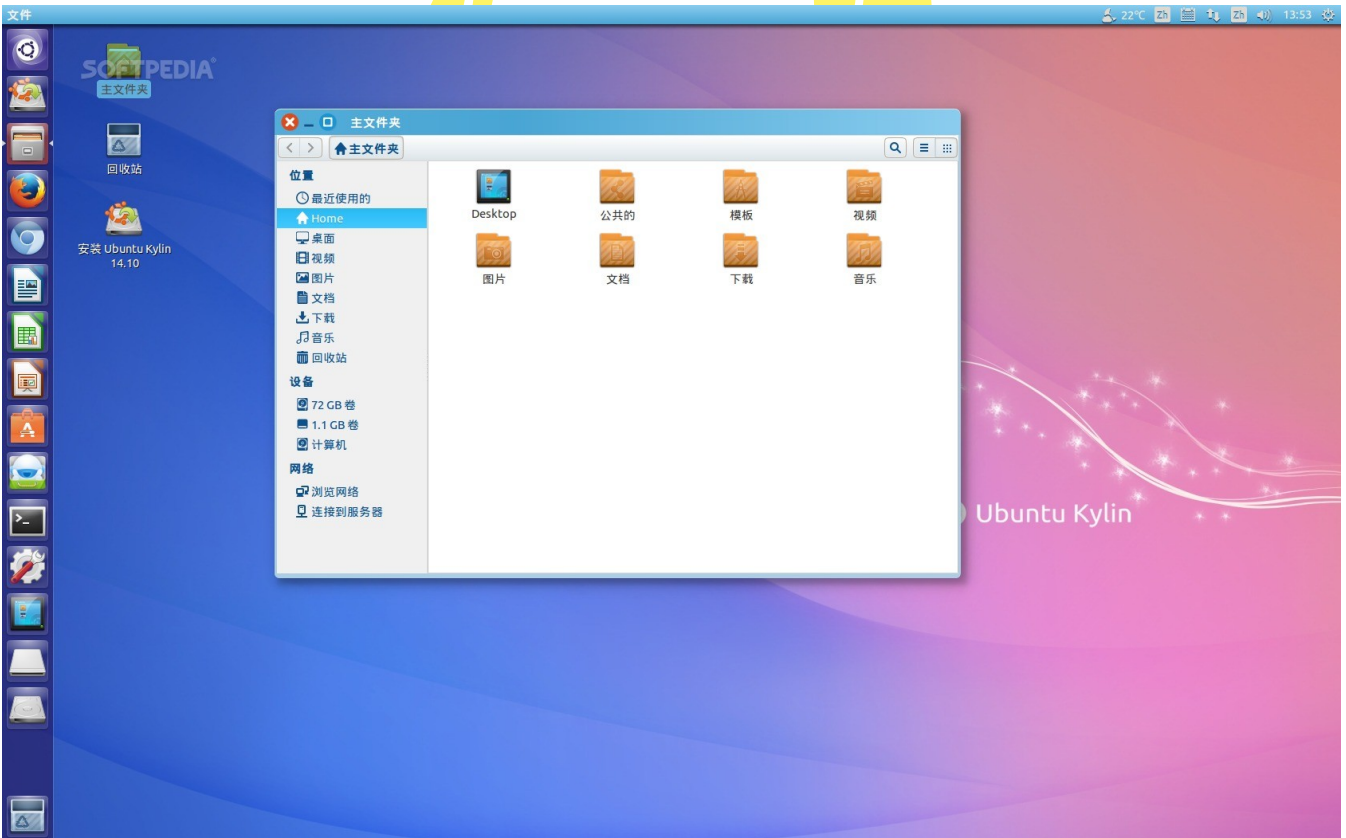 文件
22°C Zh Zh 13:53
SOFTPEDIA®
主文件夹
回收站
安装 Ubuntu Kylin
14.10
主文件夹
主文件夹
位置
最近使用的
Home
桌面
视频
图片
文档
下载
音乐
回收站
设备
72 GB 卷
1.1 GB 卷
计算机
网络
浏览网络
连接到服务器
Desktop
公共的
模板
视频
图片
文档
下载
音乐
Ubuntu Kylin